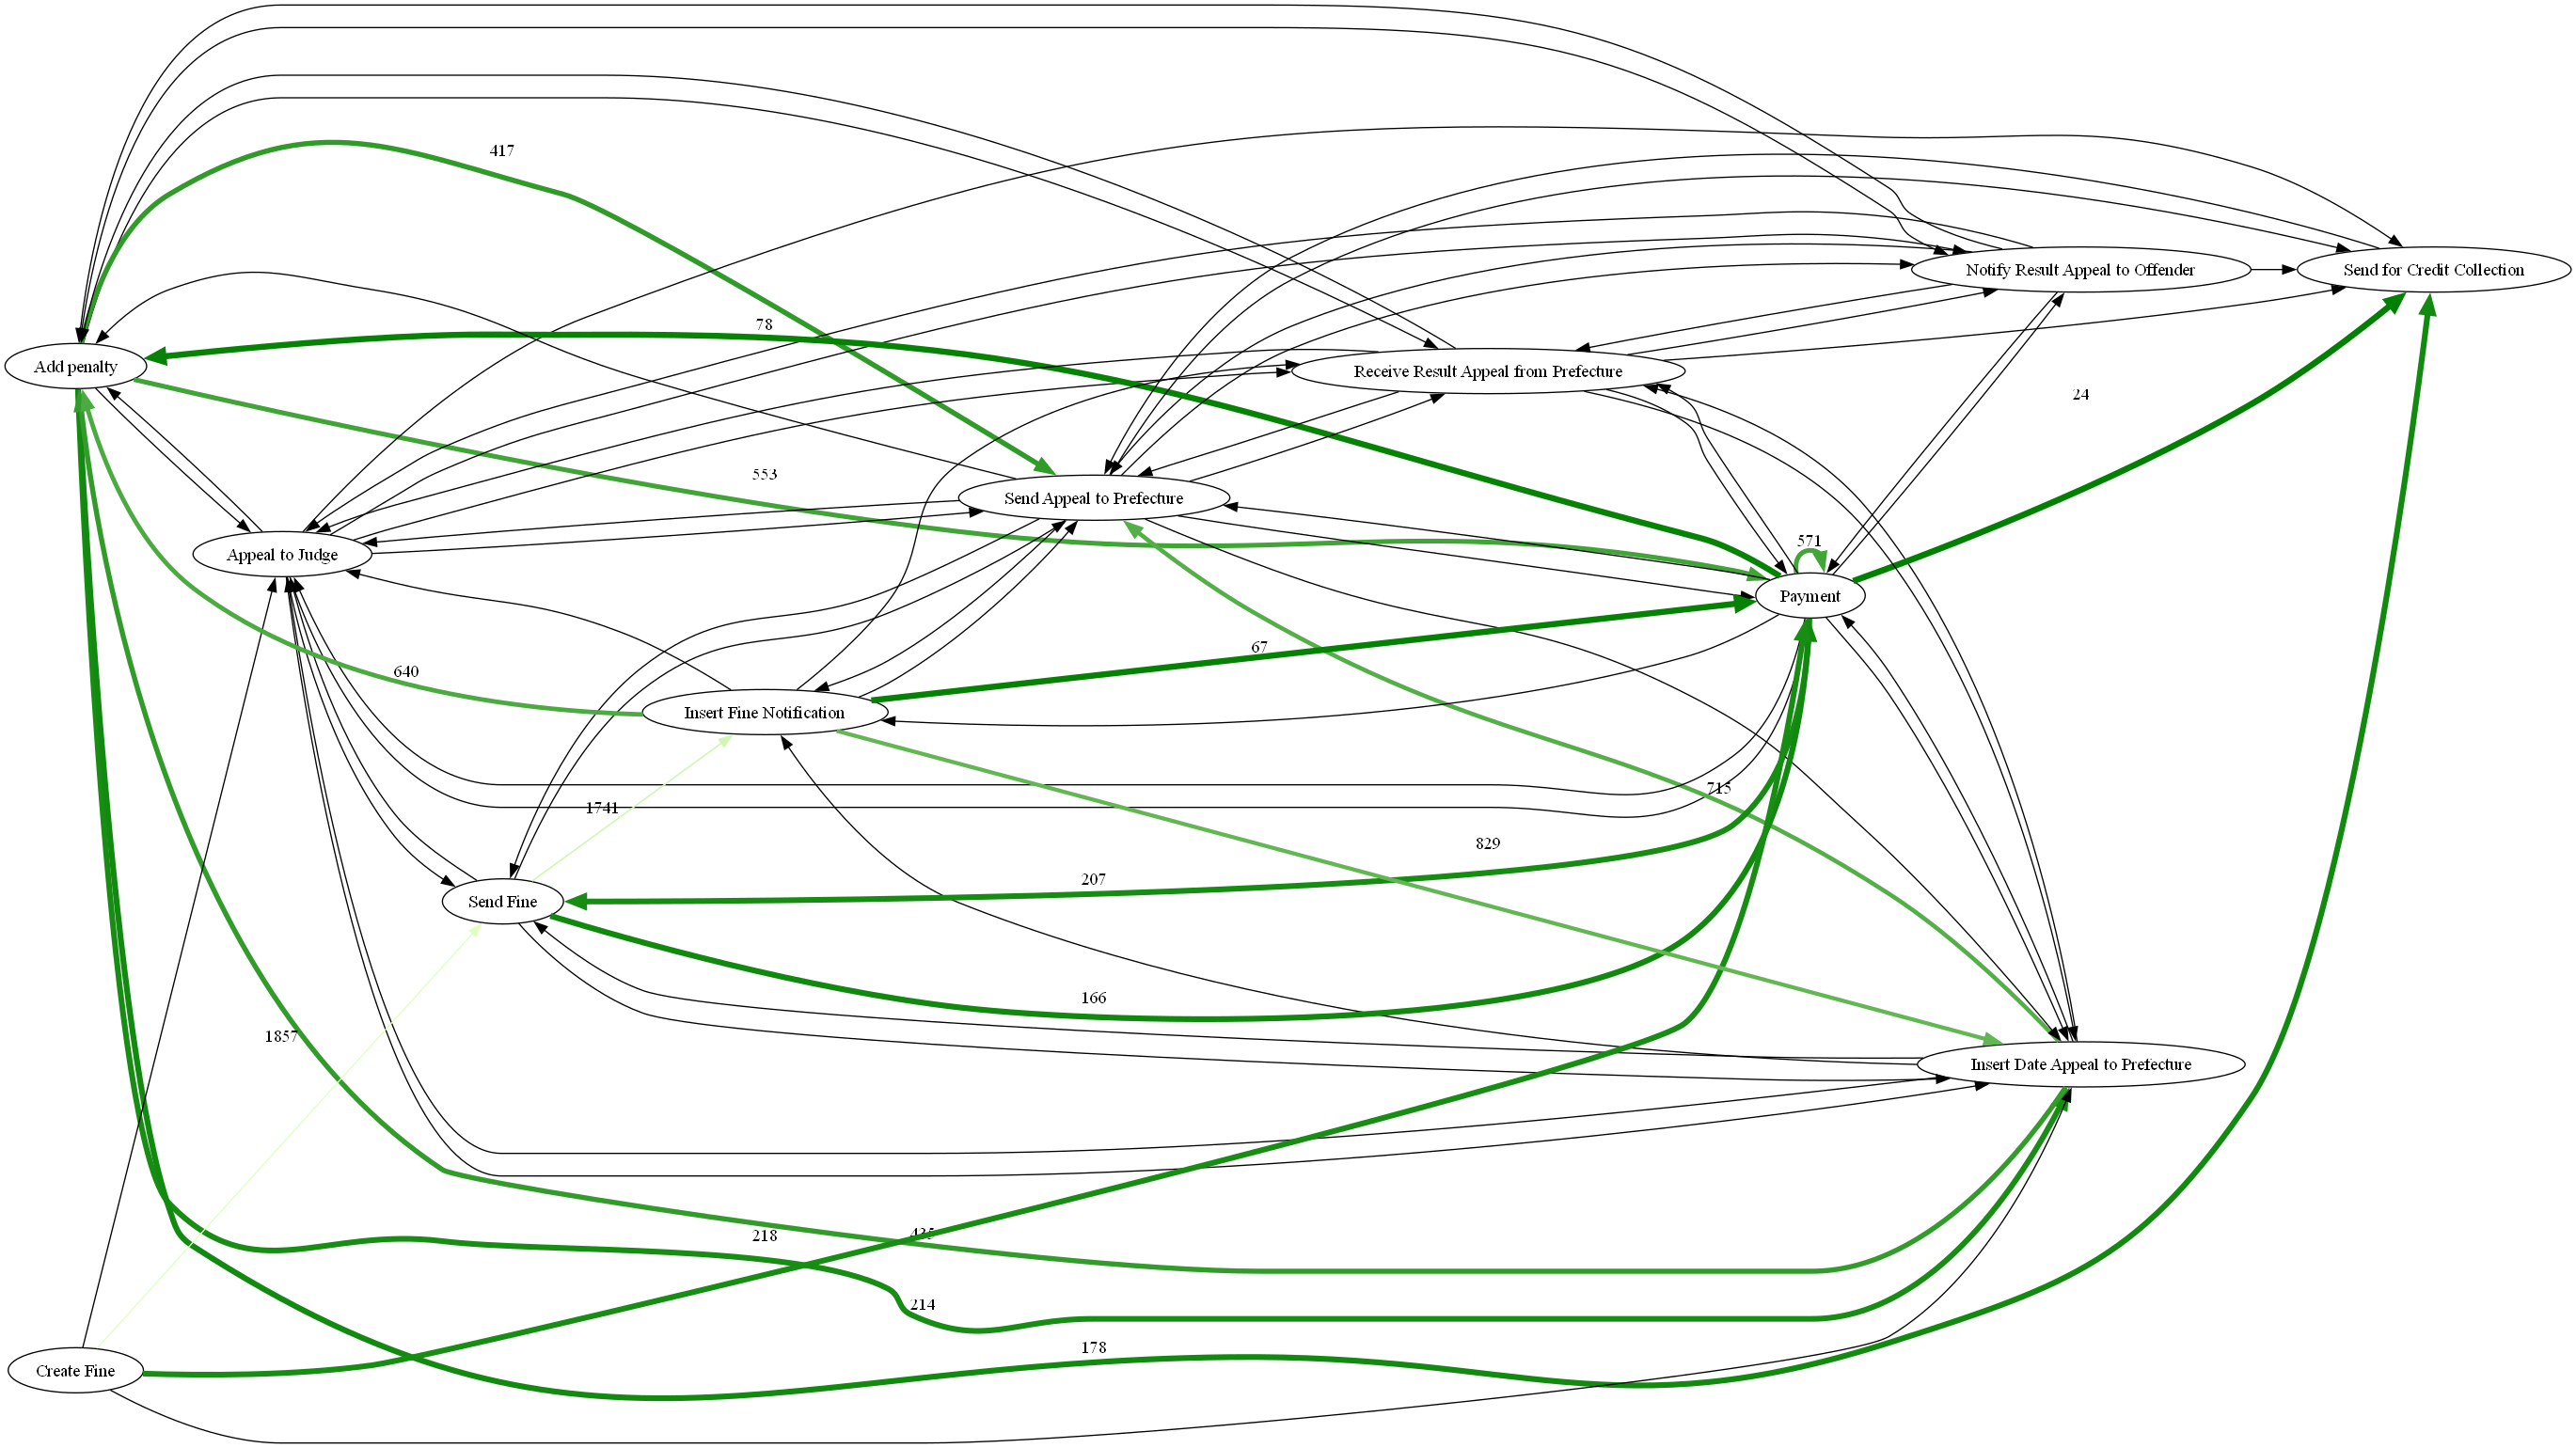 417
Notify Result Appeal to Offender
Send for Credit Collection
78
Add penalty
Receive Result Appeal from Prefecture
24
553
Send Appeal to Prefecture
Appeal to Judge
571
Payment
67
640
Insert Fine Notification
715
1741
829
207
Send Fine
166
1857
Insert Date Appeal to Prefecture
218
435
214
178
Create Fine